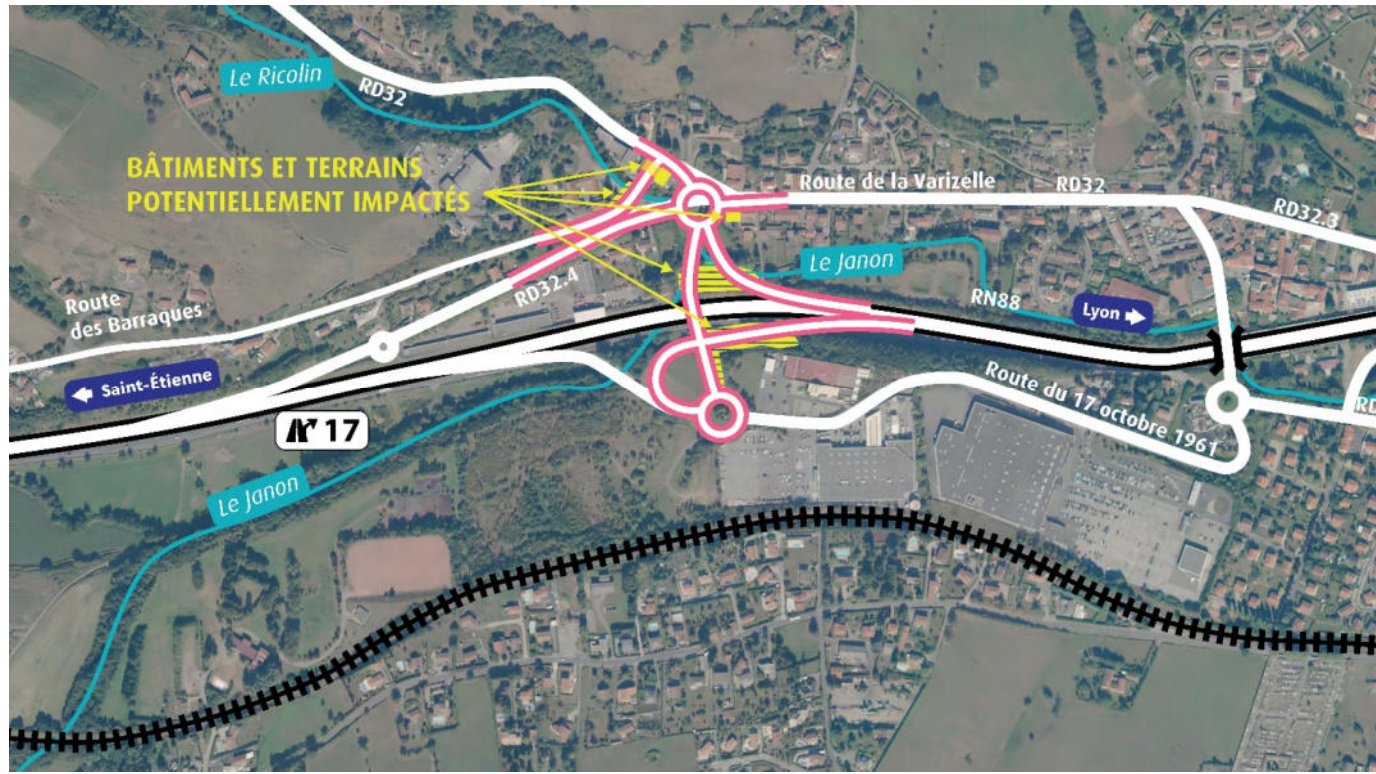 Le Ricolin
RD32
BÂTIMENTS ET TERRAINS
POTENTIELLEMENT IMPACTÉS
Route de la Varizelle
RD32
RD32.3
Le Janon
RD32.4
RN88
Lyon
Route
des Barraques
Saint-Étienne
17
Route du 17 octobre 1961
RD
Le Janon